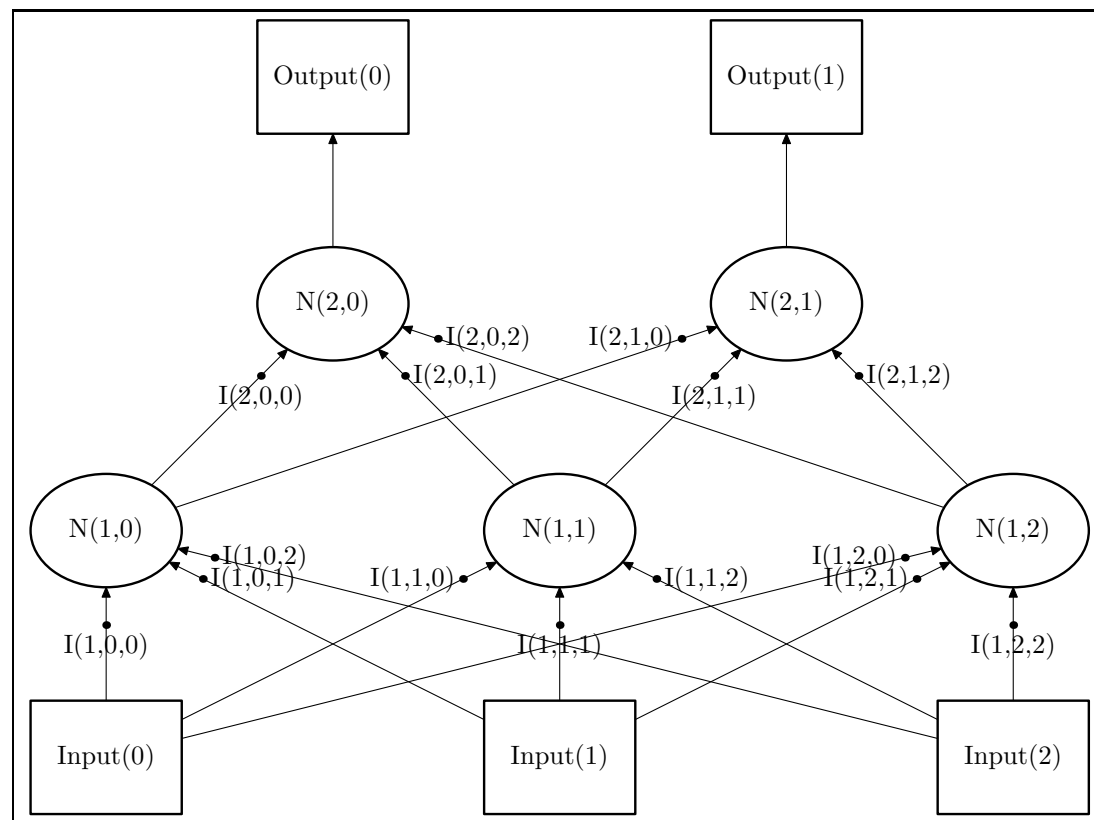 Output(0)
Output(1)
N(2,0)
N(2,1)
I(2,0,2)
I(2,1,0)
I(2,0,1)
I(2,1,2)
I(2,0,0)
I(2,1,1)
N(1,0)
N(1,1)
N(1,2)
I(1,0,2)
I(1,2,0)
I(1,0,1)
I(1,1,0)
I(1,1,2)
I(1,2,1)
I(1,0,0)
I(1,1,1)
I(1,2,2)
Input(0)
Input(1)
Input(2)